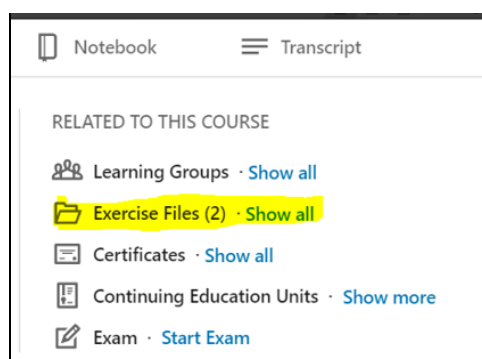 Notebook Transcript
RELATED TO THIS COURSE
Learning Groups · Show all
Exercise Files (2) · Show all
Certificates · Show all
Continuing Education Units · Show more
Exam · Start Exam